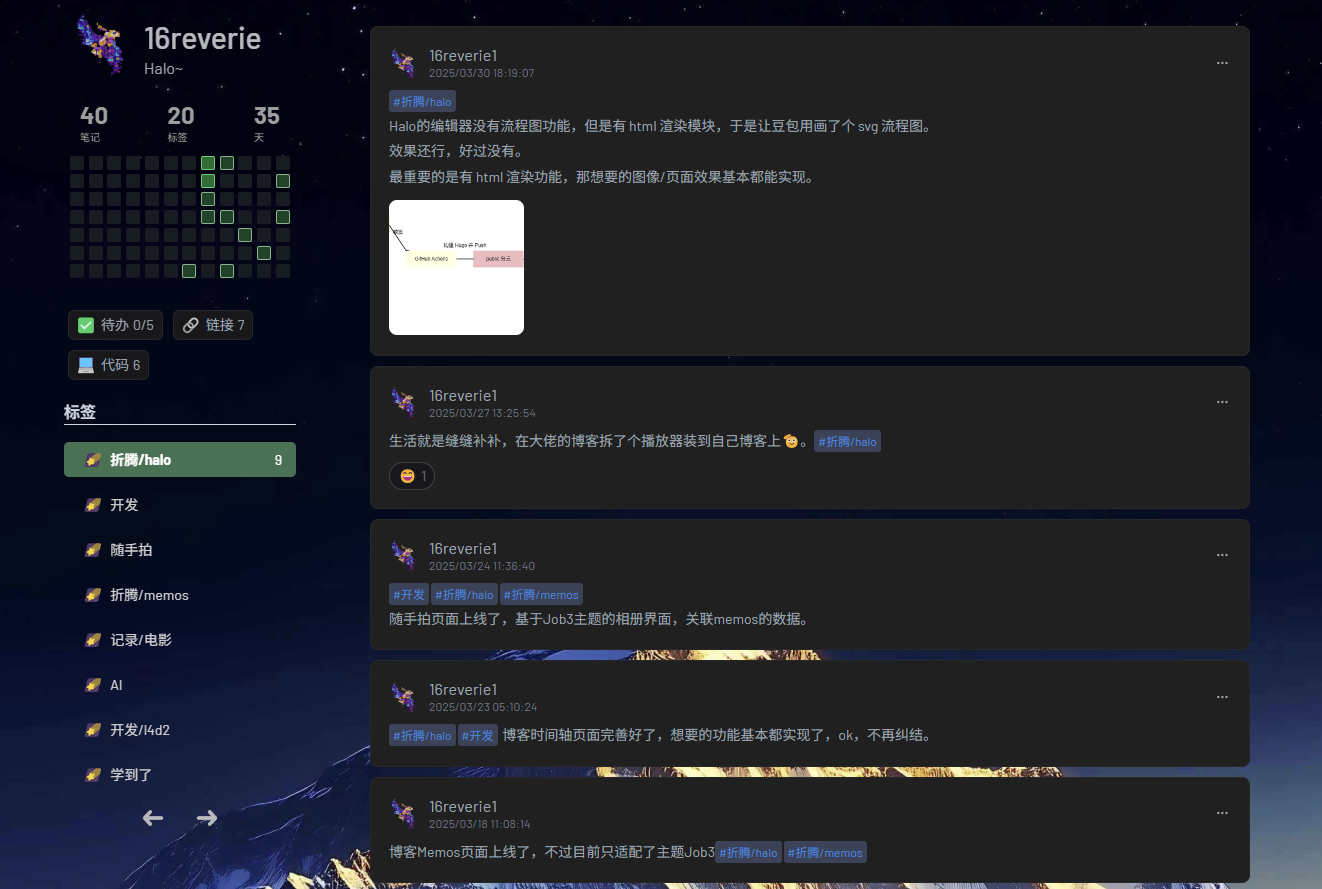 16reverie
Halo~
40 20 35
笔记 标签 天
待办 0/5 链接 7
代码 6
标签
折腾/halo 9
开发
随手拍
折腾/memos
记录/电影
AI
开发/l4d2
学到了
16reverie1
2025/03/30 18:19:07
#折腾/halo
Halo的编辑器没有流程图功能，但是有 html 渲染模块，于是让豆包用画了个 svg 流程图。
效果还行，好过没有。
最重要的是有 html 渲染功能，那想要的图像/页面效果基本都能实现。
构建 Hugo 并 Push
GitHub Actions public 分支
16reverie1
2025/03/27 13:25:54
生活就是缝缝补补，在大佬的博客拆了个播放器装到自己博客上。#折腾/halo
1
16reverie1
2025/03/24 11:36:40
#开发 #折腾/halo #折腾/memos
随手拍页面上线了，基于Job3主题的相册界面，关联memos的数据。
16reverie1
2025/03/23 05:10:24
#折腾/halo #开发 博客时间轴页面完善好了，想要的功能基本都实现了，ok，不再纠结。
16reverie1
2025/03/18 11:08:14
博客Memos页面上线了，不过目前只适配了主题Job3 #折腾/halo #折腾/memos